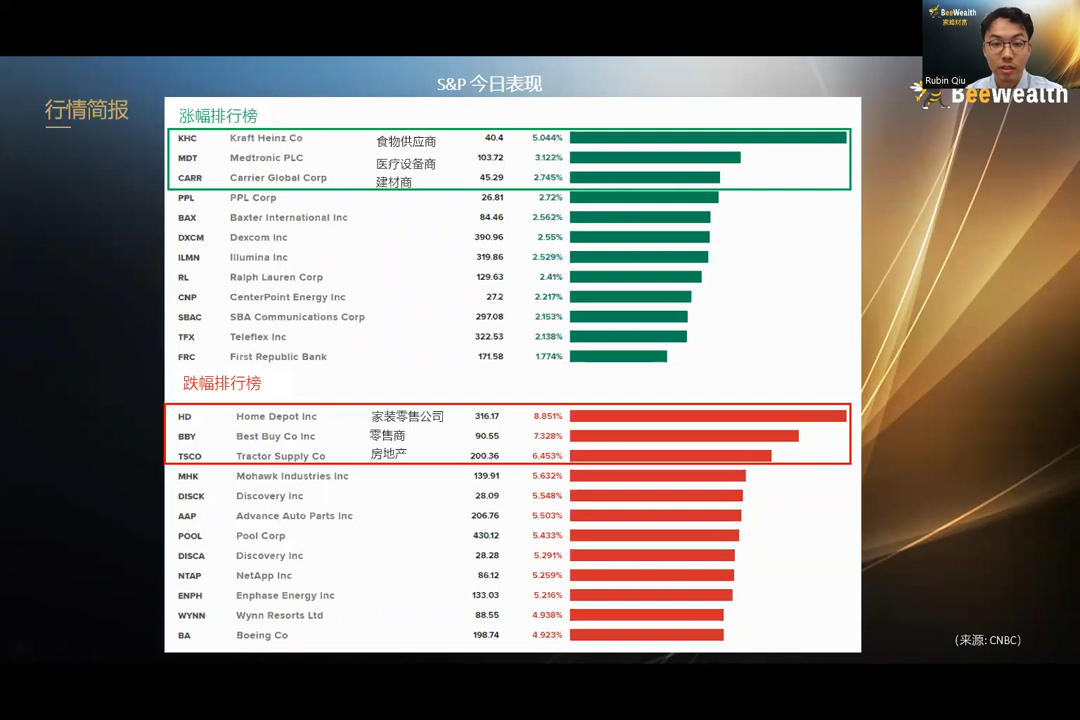 BeeWealth
蜜蜂财富
Rubin Qiu
BeeWealth
行情简报
S&P 今日表现
涨幅排行榜
KHC Kraft Heinz Co 食物供应商 40.4 5.044%
MDT Medtronic PLC 医疗设备商 103.72 3.122%
CARR Carrier Global Corp 建材商 45.29 2.745%
PPL PPL Corp 26.81 2.72%
BAX Baxter International Inc 84.46 2.562%
DXCM Dexcom Inc 390.96 2.55%
ILMN Illumina Inc 319.86 2.529%
RL Ralph Lauren Corp 129.63 2.41%
CNP CenterPoint Energy Inc 27.2 2.217%
SBAC SBA Communications Corp 297.08 2.153%
TFX Teleflex Inc 322.53 2.138%
FRC First Republic Bank 171.58 1.774%
跌幅排行榜
HD Home Depot Inc 家装零售公司 316.17 8.851%
BBY Best Buy Co Inc 零售商 90.55 7.328%
TSCO Tractor Supply Co 房地产 200.36 6.453%
MHK Mohawk Industries Inc 139.91 5.632%
DISCK Discovery Inc 28.09 5.548%
AAP Advance Auto Parts Inc 206.76 5.503%
POOL Pool Corp 430.12 5.433%
DISCA Discovery Inc 28.28 5.291%
NTAP NetApp Inc 86.12 5.259%
ENPH Enphase Energy Inc 133.03 5.216%
WYNN Wynn Resorts Ltd 88.55 4.938%
BA Boeing Co 198.74 4.923%
(来源: CNBC)